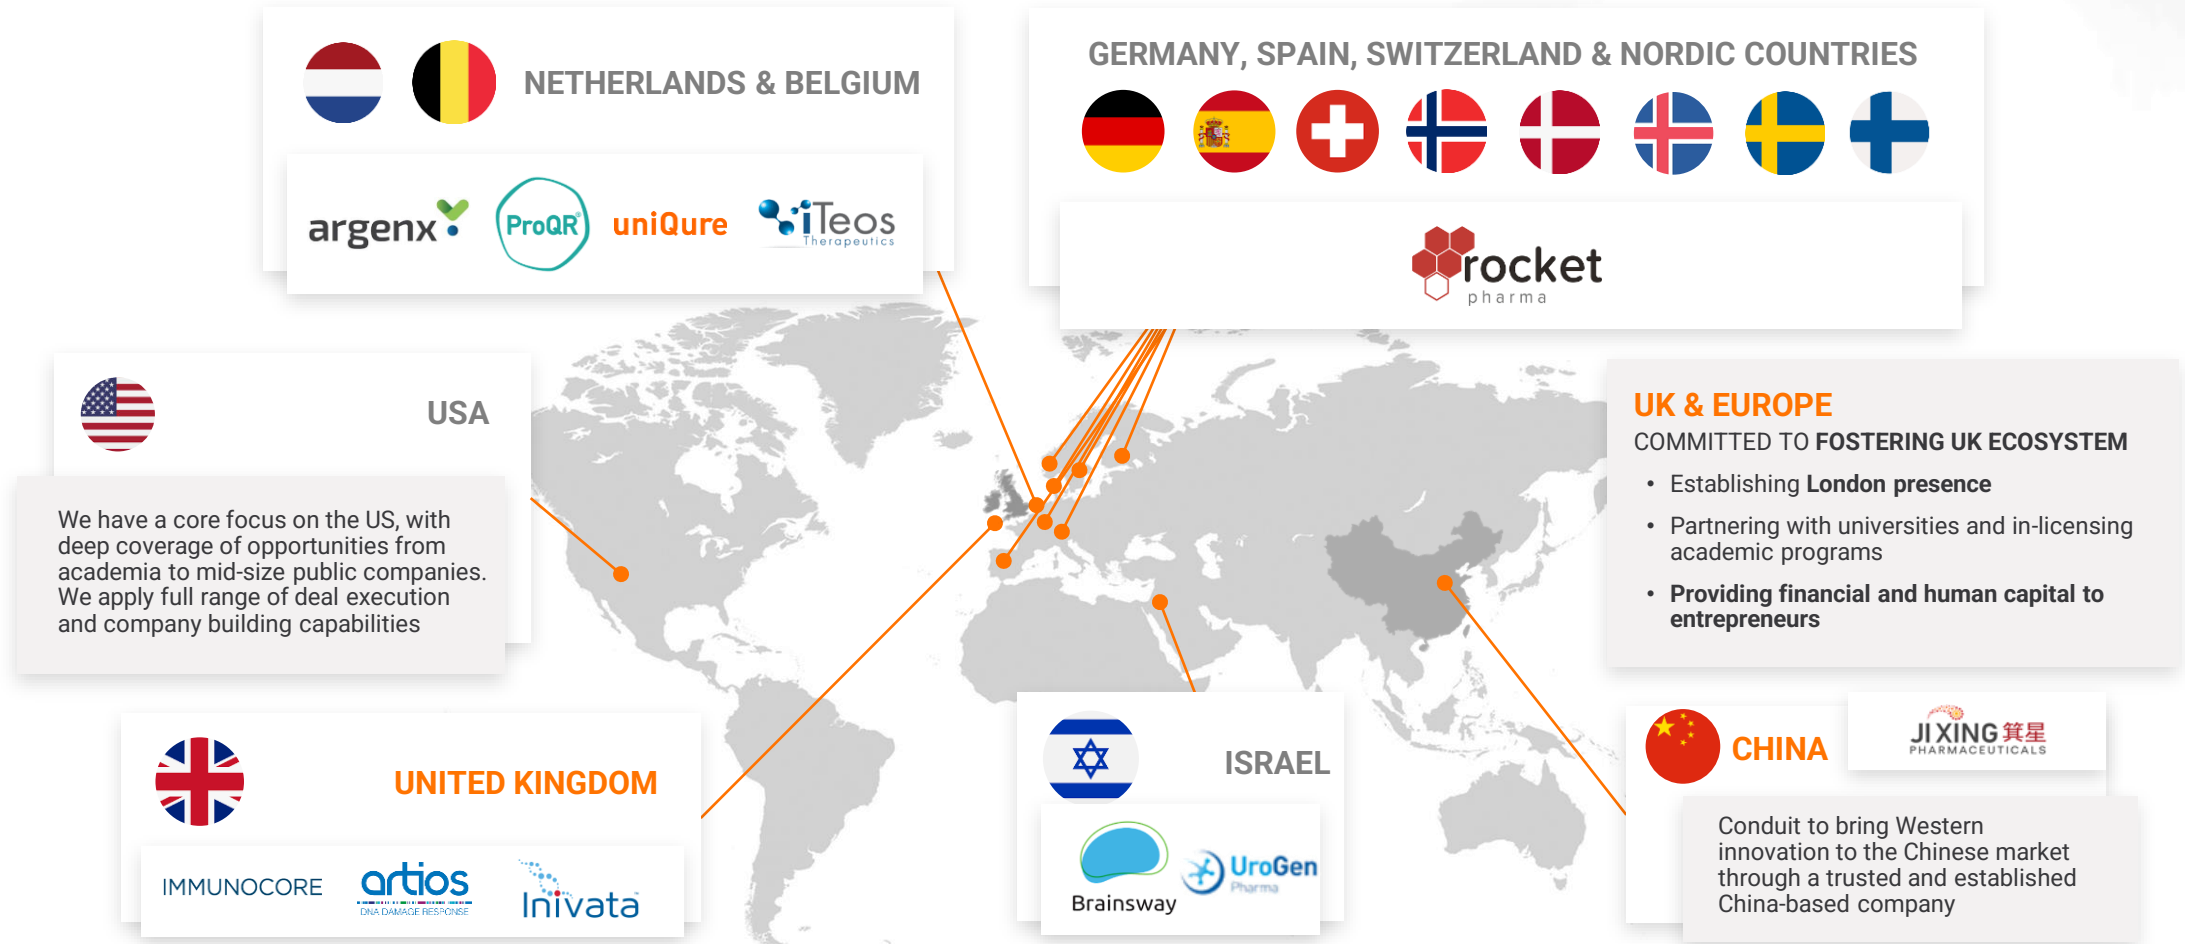 NETHERLANDS & BELGIUM
argenx
ProQR®
uniQure
iTeos
Therapeutics
GERMANY, SPAIN, SWITZERLAND & NORDIC COUNTRIES
rocket
pharma
USA
We have a core focus on the US, with
deep coverage of opportunities from
academia to mid-size public companies.
We apply full range of deal execution
and company building capabilities
UK & EUROPE
COMMITTED TO FOSTERING UK ECOSYSTEM
• Establishing London presence
• Partnering with universities and in-licensing
academic programs
• Providing financial and human capital to
entrepreneurs
UNITED KINGDOM
IMMUNOCORE
artios
DNA DAMAGE RESPONSE
Inivata
ISRAEL
Brainsway
UroGen
Pharma
CHINA
JI XING 箕星
PHARMACEUTICALS
Conduit to bring Western
innovation to the Chinese market
through a trusted and established
China-based company